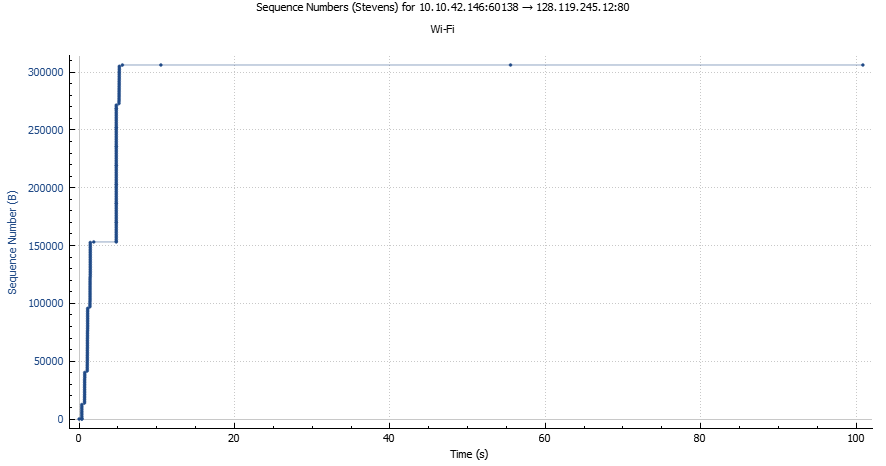 Sequence Numbers (Stevens) for 10.10.42.146:60138 → 128.119.245.12:80
Wi-Fi
300000
250000
200000
150000
100000
50000
0
Sequence Number (B)
0 20 40 60 80 100
Time (s)